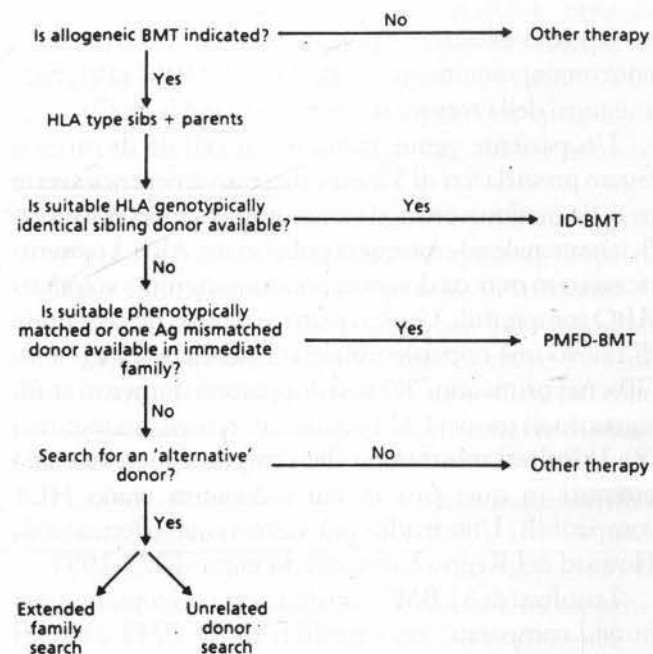 Is allogeneic BMT indicated?
No
Other therapy
Yes
HLA type sibs + parents
Is suitable HLA genotypically
identical sibling donor available?
Yes
ID-BMT
No
Is suitable phenotypically
matched or one Ag mismatched
donor available in immediate
family?
Yes
PMFD-BMT
No
Search for an 'alternative'
donor?
No
Other therapy
Yes
Extended
family
search
Unrelated
donor
search